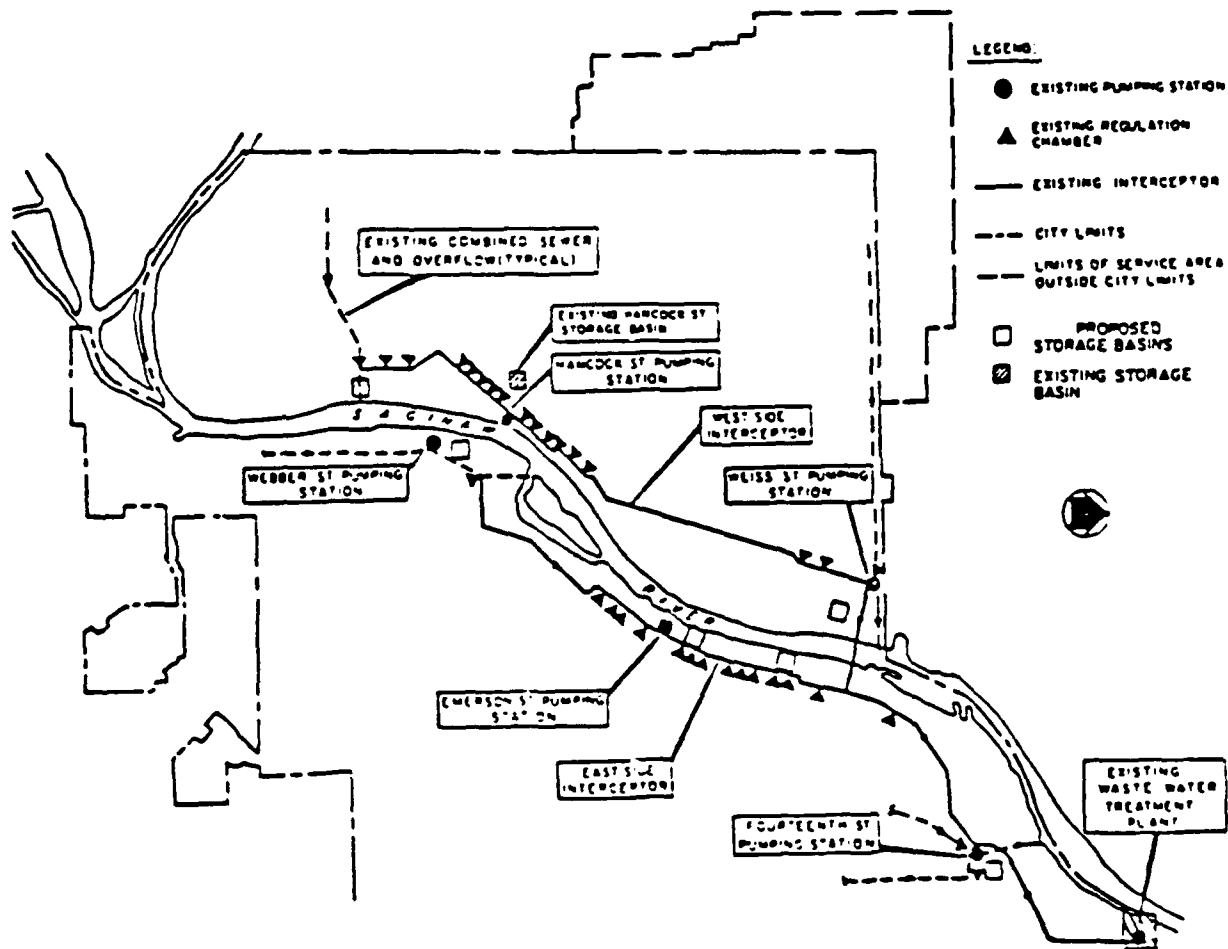 LEGEND:
EXISTING PUMPING STATION
EXISTING REGULATION
CHAMBER
EXISTING INTERCEPTOR
CITY LIMITS
LIMITS OF SERVICE AREA
OUTSIDE CITY LIMITS
PROPOSED
STORAGE BASINS
EXISTING STORAGE
BASIN
EXISTING COMBINED SEWER
AND OVERFLOW(TYPICAL)
EXISTING HANCOCK ST.
STORAGE BASIN
HANCOCK ST. PUMPING
STATION
WEST SIDE
INTERCEPTOR
WEISS ST. PUMPING
STATION
SAGINAW
WEBBER ST. PUMPING
STATION
RIVER
EMERSON ST. PUMPING
STATION
EAST SIDE
INTERCEPTOR
FOURTEENTH ST.
PUMPING STATION
EXISTING
WASTE WATER
TREATMENT
PLANT